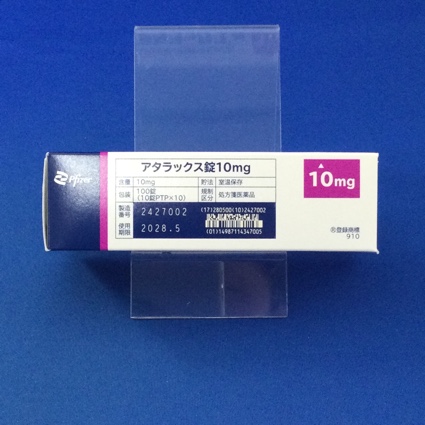 Pfizer
アタラックス錠10mg
含量 10mg 貯法 室温保存
包装 100錠 (10錠PTP×10) 規制区分 処方箋医薬品
製造番号 2427002
使用期限 2028.5
(17)280500(10)2427002
(01)14987114347005
10mg
®登録商標
910